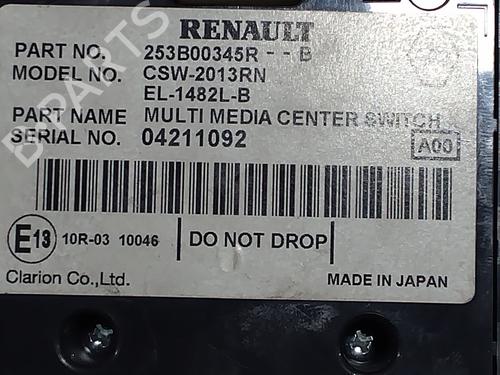 RENAULT
PART NO. 253B00345R - - B
MODEL NO. CSW-2013RN
EL-1482L-B
PART NAME MULTI MEDIA CENTER SWITCH
SERIAL NO. 04211092
A00
E13 10R-03 10046 DO NOT DROP
Clarion Co.,Ltd. MADE IN JAPAN
B-PARTS